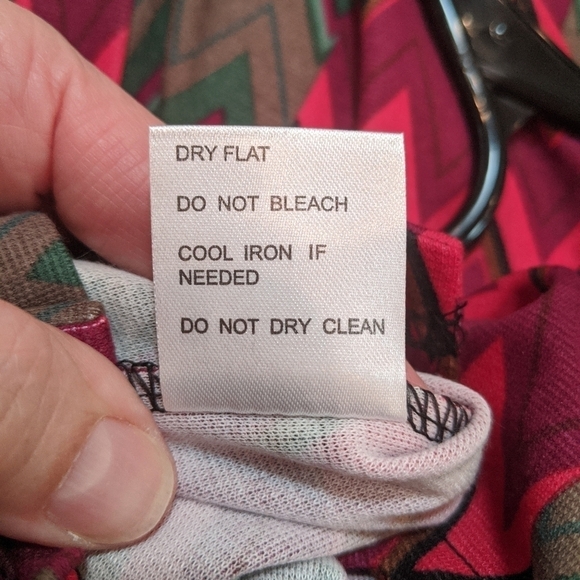 DRY FLAT
DO NOT BLEACH
COOL IRON IF
NEEDED
DO NOT DRY CLEAN